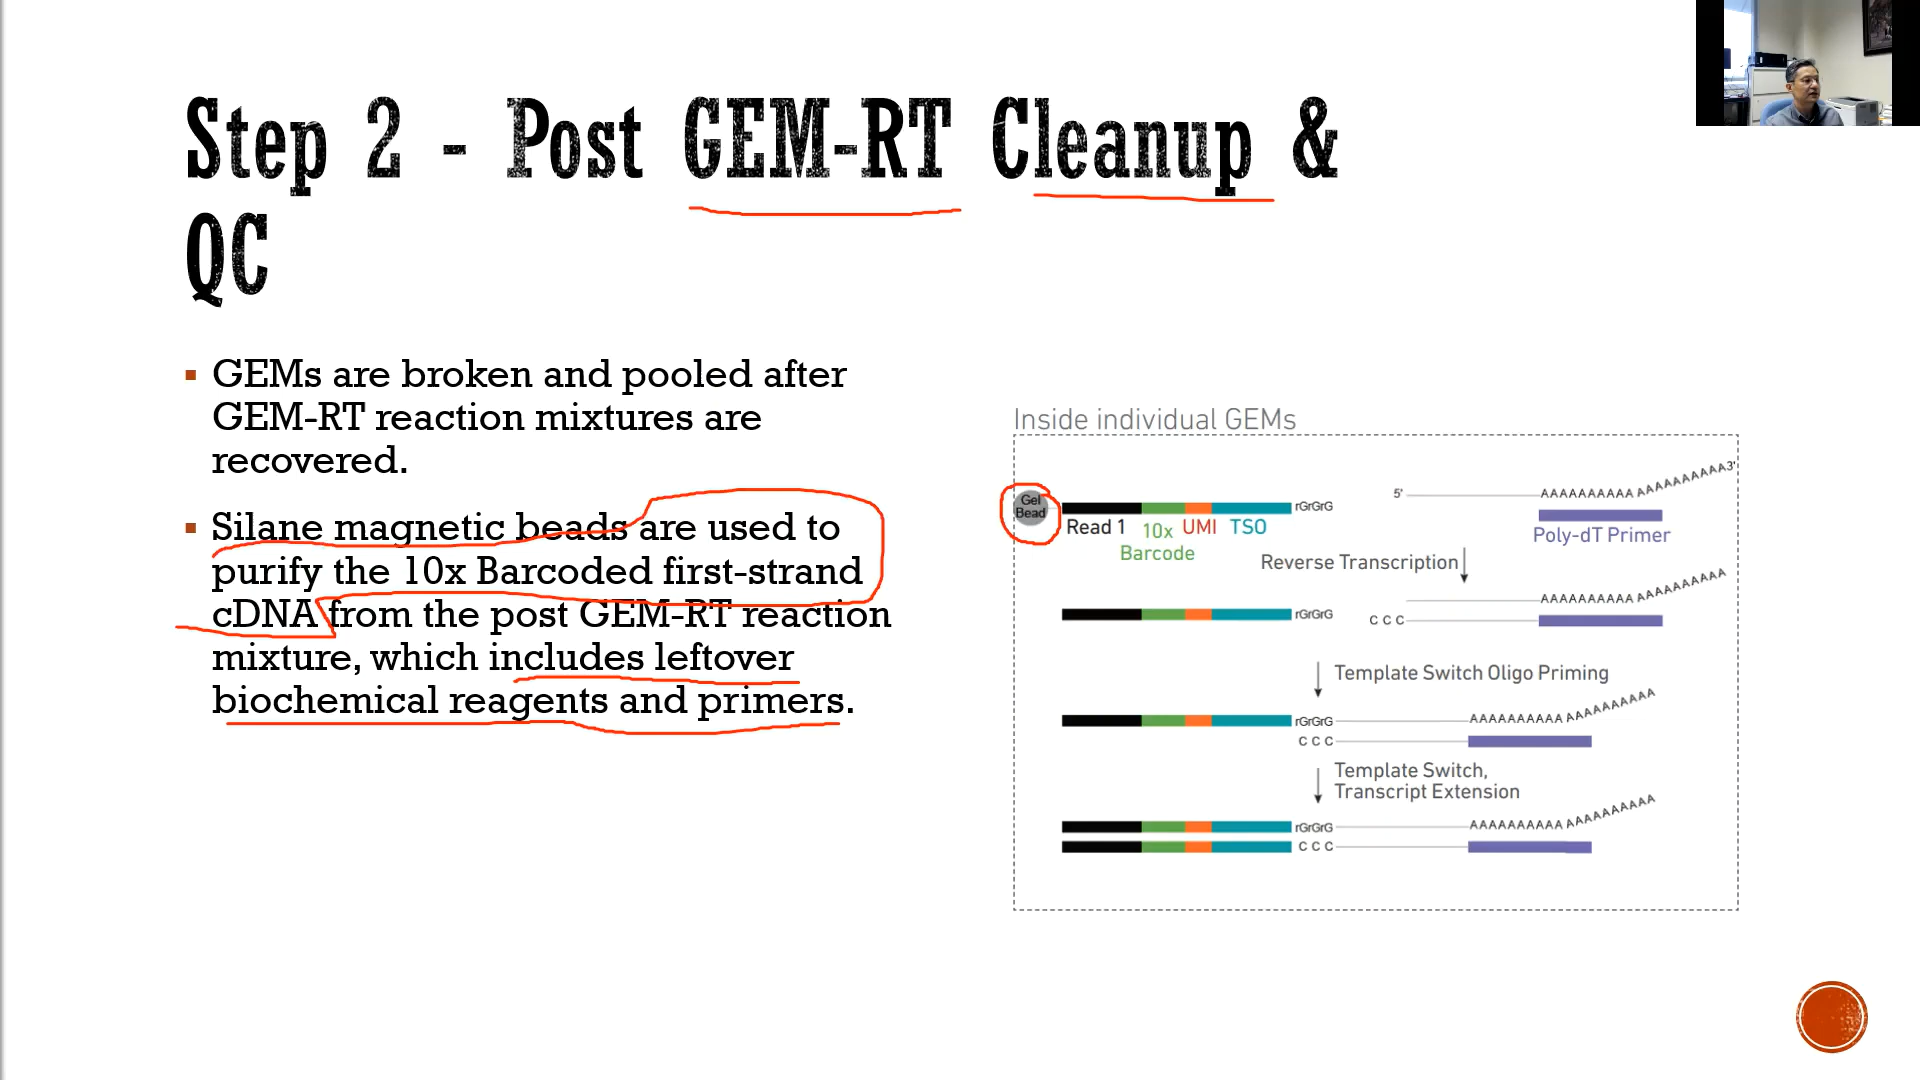 Step 2 - Post GEM-RT Cleanup &
QC
GEMs are broken and pooled after
GEM-RT reaction mixtures are
recovered.
Silane magnetic beads are used to
purify the 10x Barcoded first-strand
cDNA from the post GEM-RT reaction
mixture, which includes leftover
biochemical reagents and primers.
Inside individual GEMs
Gel
Bead
rGrGrG
Read 1
10x
Barcode
UMI
TSO
5'
AAAAAAAAAA AAAAAAAAAA3'
Poly-dT Primer
Reverse Transcription
rGrGrG
AAAAAAAAAA AAAAAAAAAA
C C C
Template Switch Oligo Priming
rGrGrG
AAAAAAAAAA AAAAAAAAAA
C C C
Template Switch,
Transcript Extension
rGrGrG
AAAAAAAAAA AAAAAAAAAA
C C C